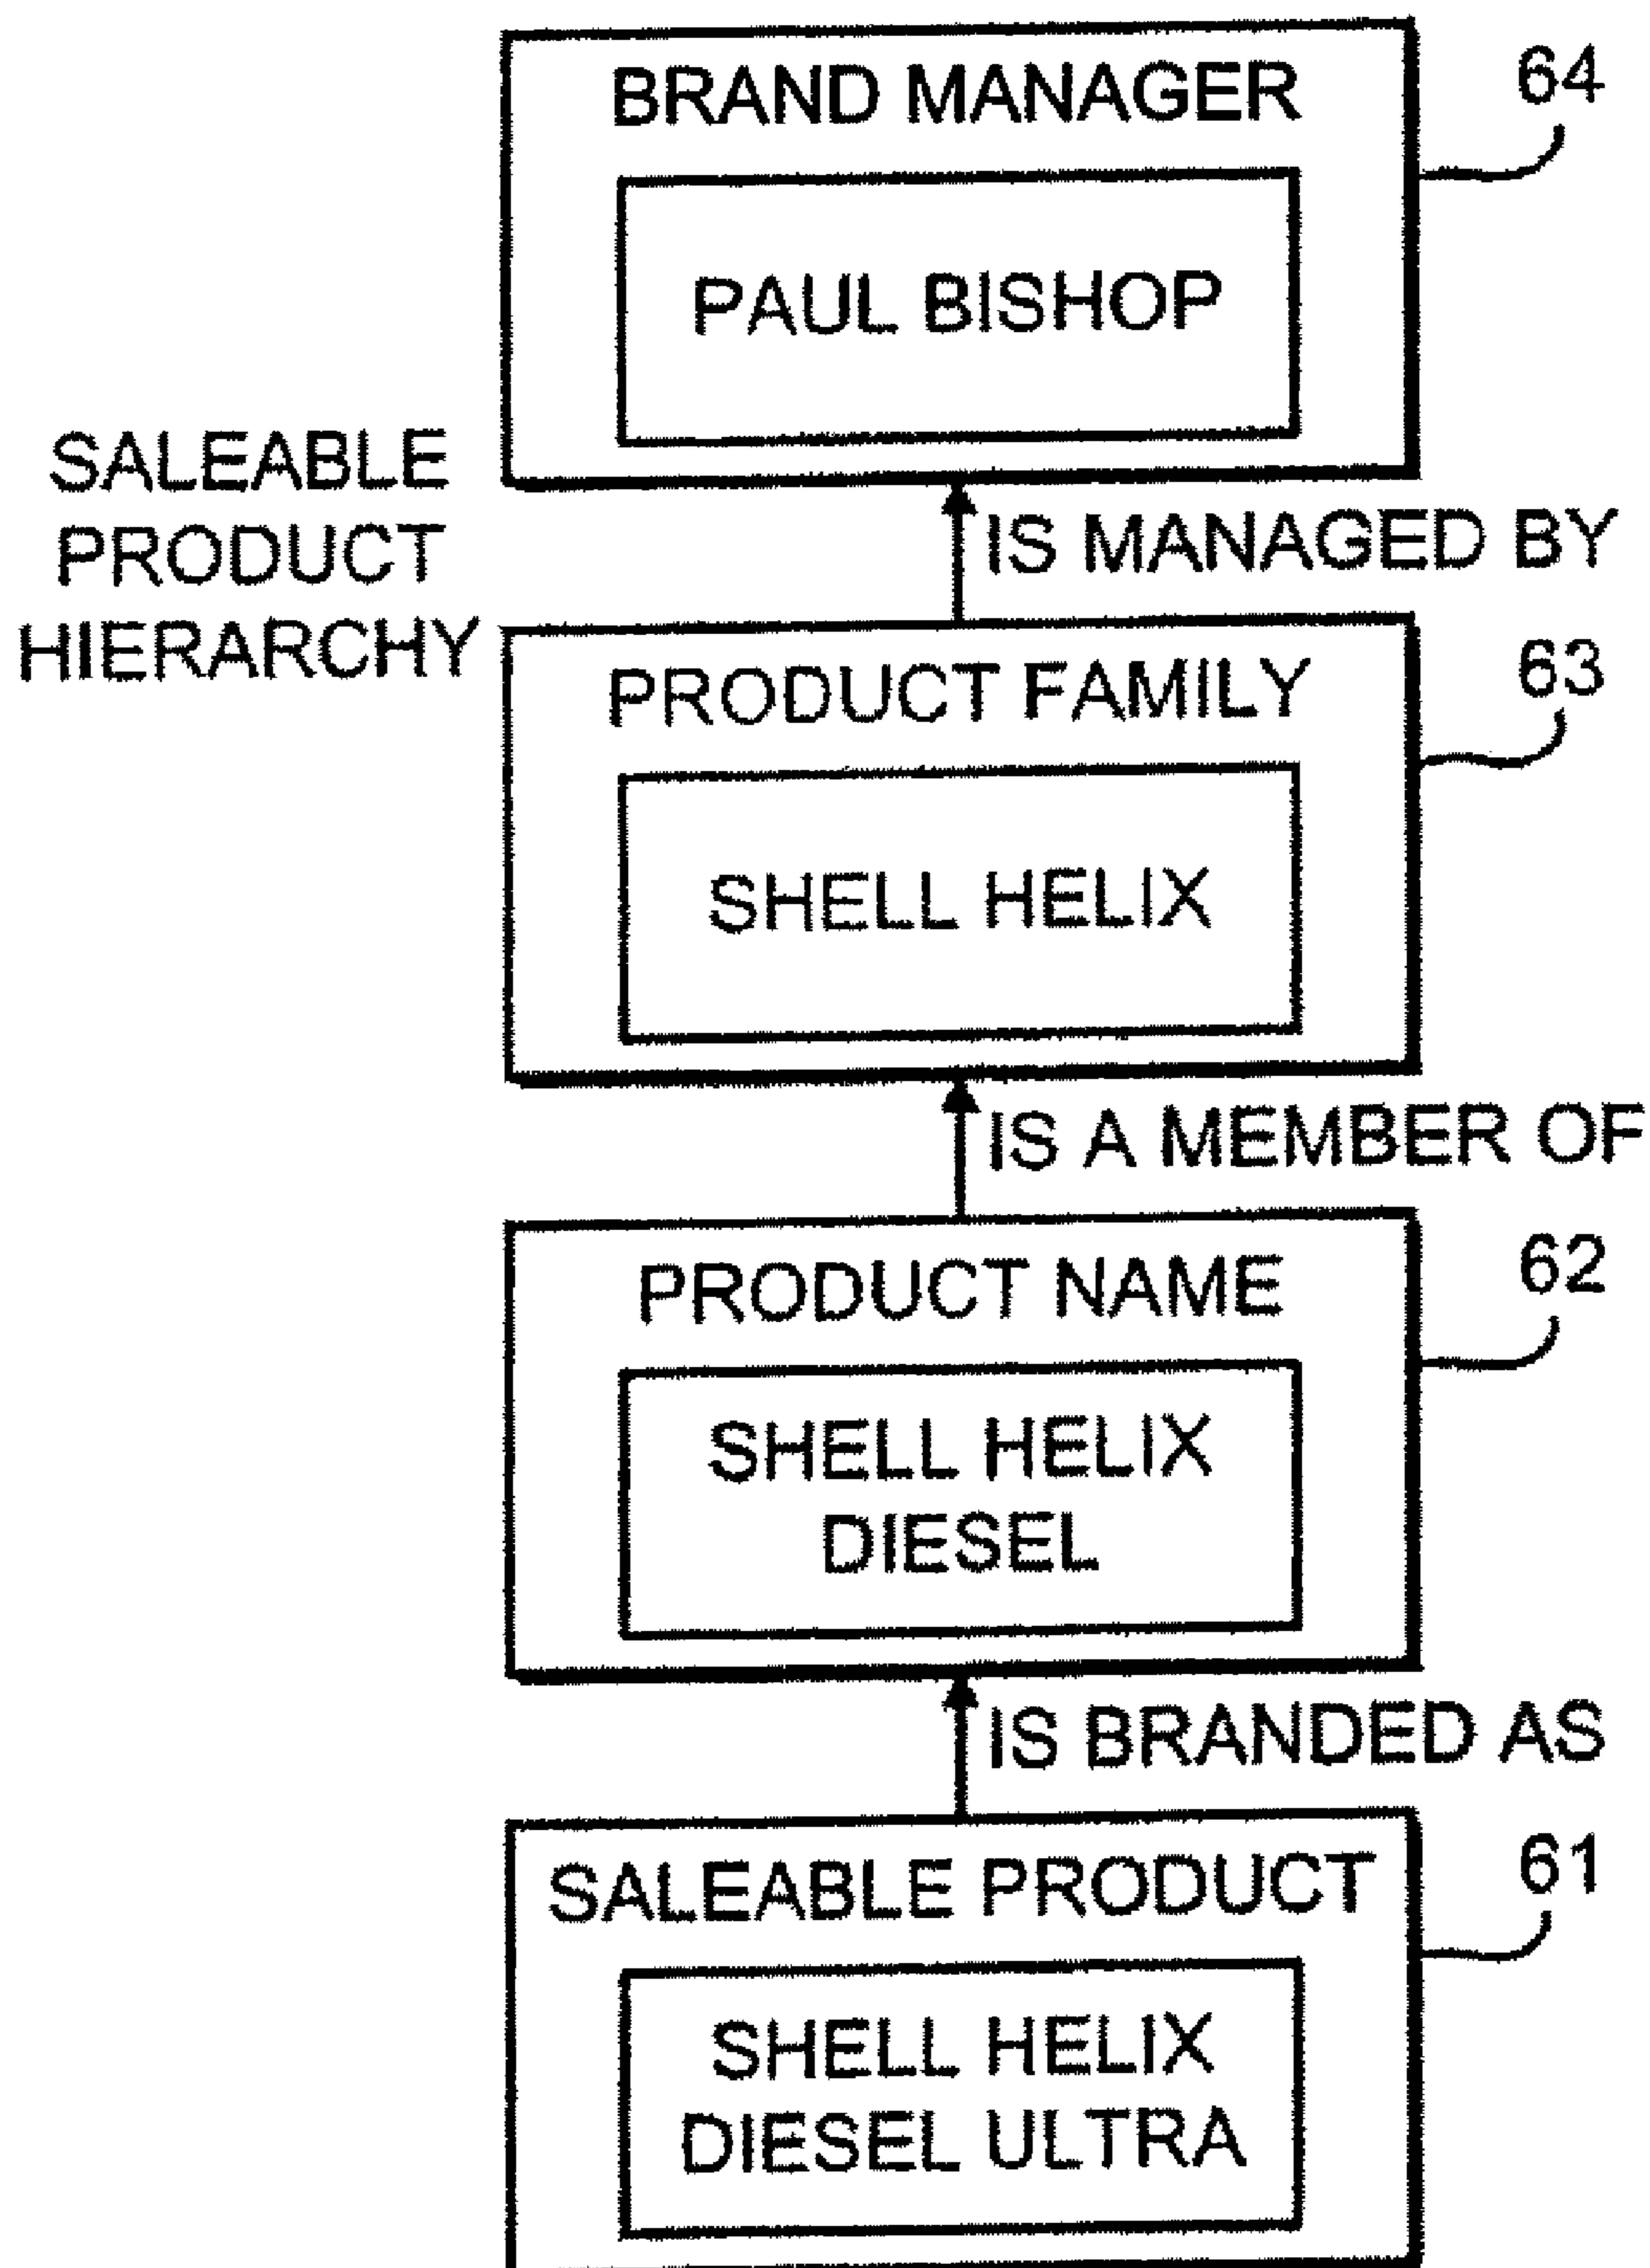 BRAND MANAGER
64
PAUL BISHOP
SALEABLE
PRODUCT
HIERARCHY
IS MANAGED BY
PRODUCT FAMILY
63
SHELL HELIX
IS A MEMBER OF
PRODUCT NAME
62
SHELL HELIX
DIESEL
IS BRANDED AS
SALEABLE PRODUCT
61
SHELL HELIX
DIESEL ULTRA